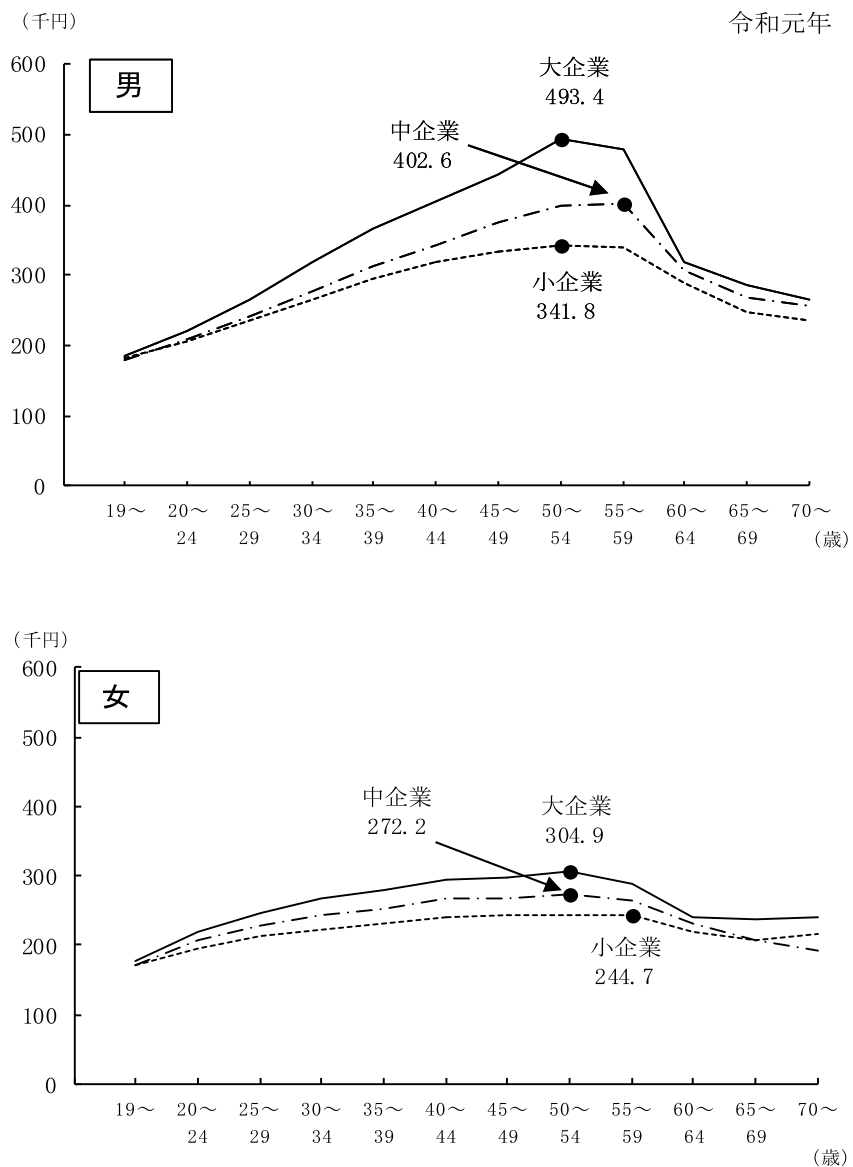 (千円)
令和元年
男
600
500
400
300
200
100
0
大企業
493.4
中企業
402.6
小企業
341.8
19～ 20～ 25～ 30～ 35～ 40～ 45～ 50～ 55～ 60～ 65～ 70～
24 29 34 39 44 49 54 59 64 69 (歳)
(千円)
女
600
500
400
300
200
100
0
中企業
272.2
大企業
304.9
小企業
244.7
19～ 20～ 25～ 30～ 35～ 40～ 45～ 50～ 55～ 60～ 65～ 70～
24 29 34 39 44 49 54 59 64 69
(歳)